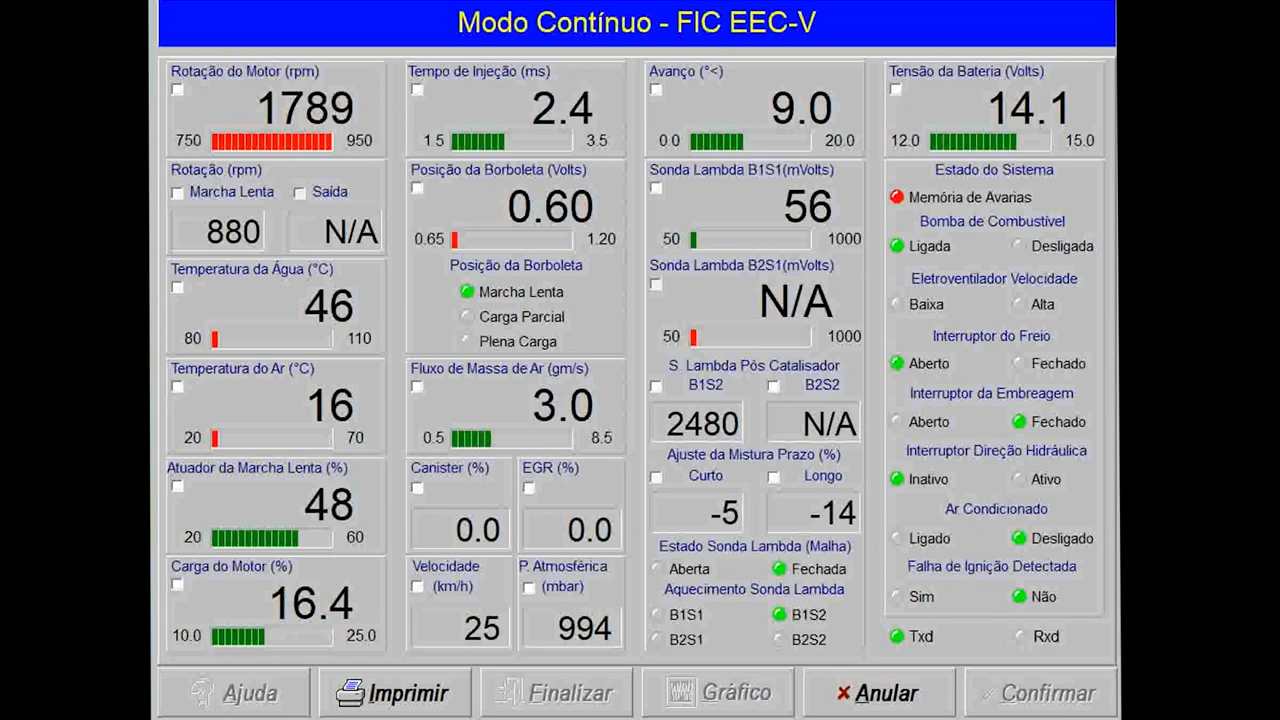 Modo Contínuo - FIC EEC-V
Rotação do Motor (rpm)
1789
750 950
Rotação (rpm)
Marcha Lenta Saída
880 N/A
Temperatura da Água (°C)
46
80 110
Temperatura do Ar (°C)
16
20 70
Atuador da Marcha Lenta (%)
48
20 60
Carga do Motor (%)
16.4
10.0 25.0
Tempo de Injeção (ms)
2.4
1.5 3.5
Posição da Borboleta (Volts)
0.60
0.65 1.20
Posição da Borboleta
Marcha Lenta
Carga Parcial
Plena Carga
Fluxo de Massa de Ar (gm/s)
3.0
0.5 8.5
Canister (%) EGR (%)
0.0 0.0
Velocidade P. Atmosférica
(km/h) (mbar)
25 994
Avanço (°<)
9.0
0.0 20.0
Sonda Lambda B1S1(mVolts)
56
50 1000
Sonda Lambda B2S1(mVolts)
N/A
50 1000
S. Lambda Pós Catalisador
B1S2 B2S2
2480 N/A
Ajuste da Mistura Prazo (%)
Curto Longo
-5 -14
Estado Sonda Lambda (Malha)
Aberta Fechada
Aquecimento Sonda Lambda
B1S1 B1S2
B2S1 B2S2
Tensão da Bateria (Volts)
14.1
12.0 15.0
Estado do Sistema
Memória de Avarias
Bomba de Combustível
Ligada Desligada
Eletroventilador Velocidade
Baixa Alta
Interruptor do Freio
Aberto Fechado
Interruptor da Embreagem
Aberto Fechado
Interruptor Direção Hidráulica
Inativo Ativo
Ar Condicionado
Ligado Desligado
Falha de Ignição Detectada
Sim Não
Txd Rxd
Ajuda Imprimir Finalizar Gráfico Anular Confirmar